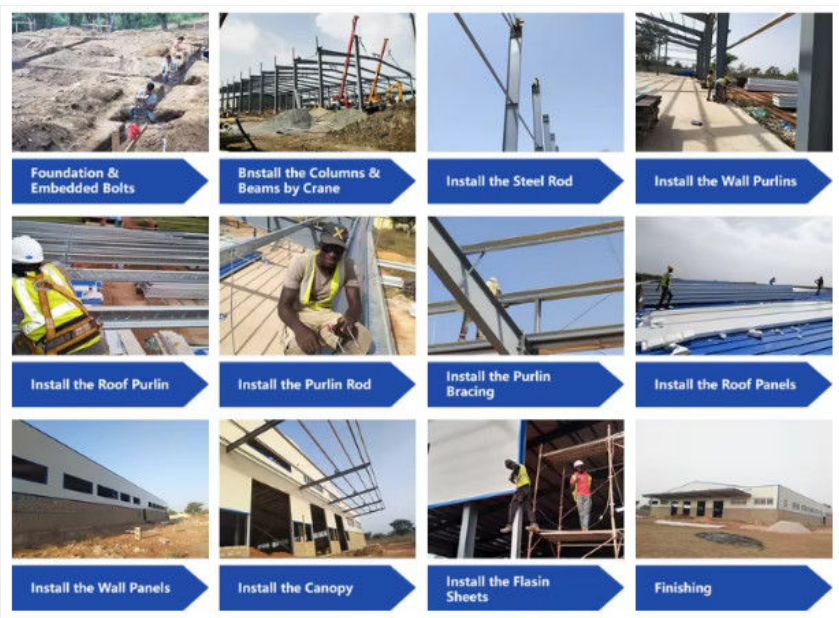 Foundation &
Embedded Bolts
Bnstall the Columns &
Beams by Crane
Install the Steel Rod
Install the Wall Purlins
Install the Roof Purlin
Install the Purlin Rod
Install the Purlin
Bracing
Install the Roof Panels
Install the Wall Panels
Install the Canopy
Install the Flasin
Sheets
Finishing